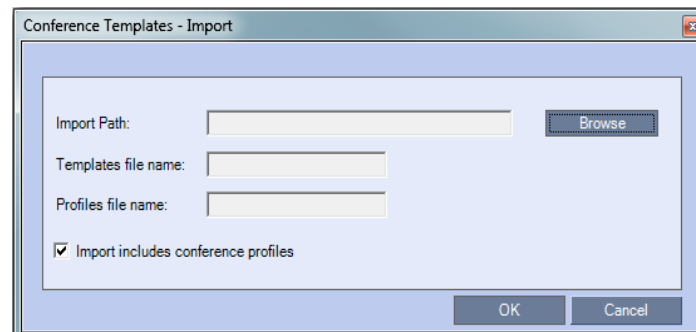 Conference Templates - Import
Import Path:
Browse
Templates file name:
Profiles file name:
Import includes conference profiles
OK
Cancel